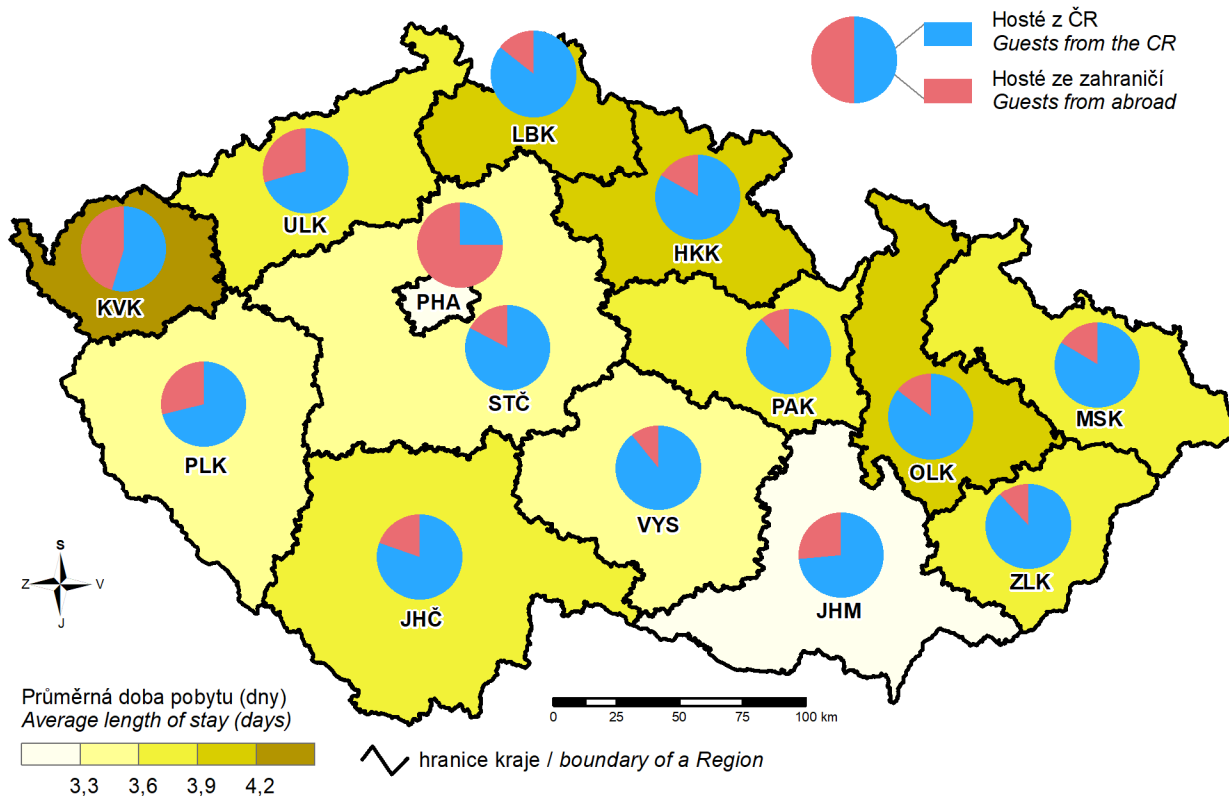 Hosté z ČR
Guests from the CR
Hosté ze zahraničí
Guests from abroad
LBK
ULK
HKK
KVK
PHA
STČ
PAK
MSK
PLK
OLK
VYS
ZLK
JHČ
JHM
S
Z V
J
Průměrná doba pobytu (dny)
Average length of stay (days)
3,3 3,6 3,9 4,2
0 25 50 75 100 km
hranice kraje / boundary of a Region